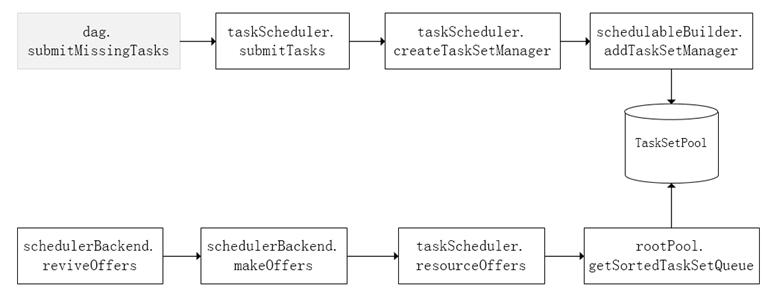 dag.
submitMissingTasks
taskScheduler.
submitTasks
taskScheduler.
createTaskSetManager
schedulableBuilder.
addTaskSetManager
TaskSetPool
schedulerBackend.
reviveOffers
schedulerBackend.
makeOffers
taskScheduler.
resourceOffers
rootPool.
getSortedTaskSetQueue